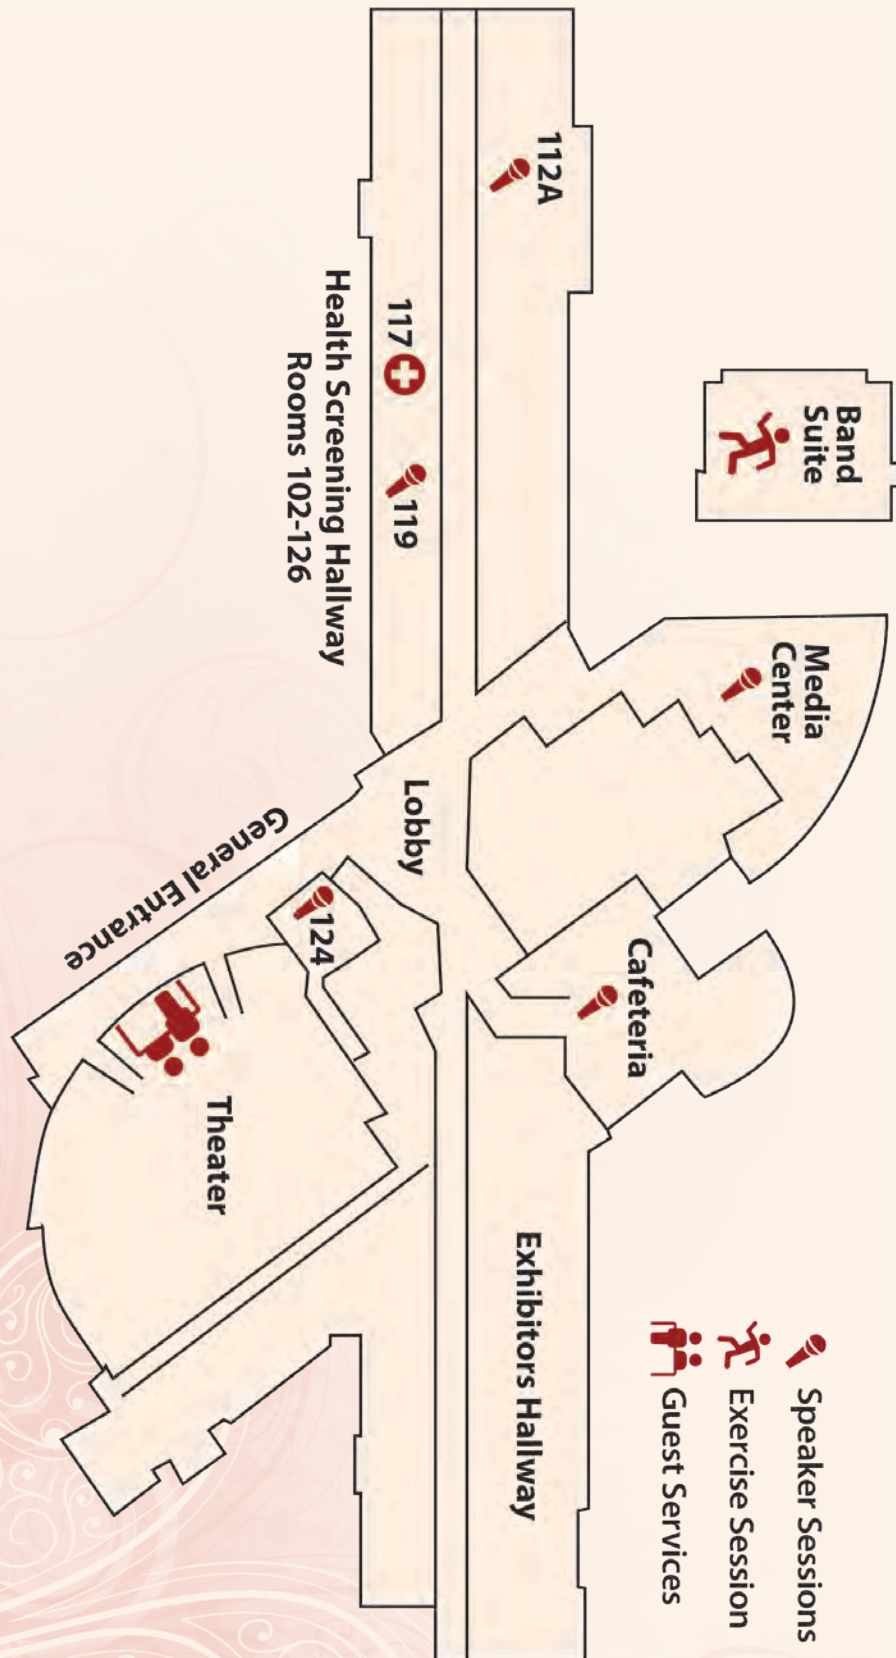 112A
117
119
Health Screening Hallway
Rooms 102-126
Band
Suite
Media
Center
Lobby
General Entrance
124
Cafeteria
Theater
Exhibitors Hallway
Speaker Sessions
Exercise Session
Guest Services